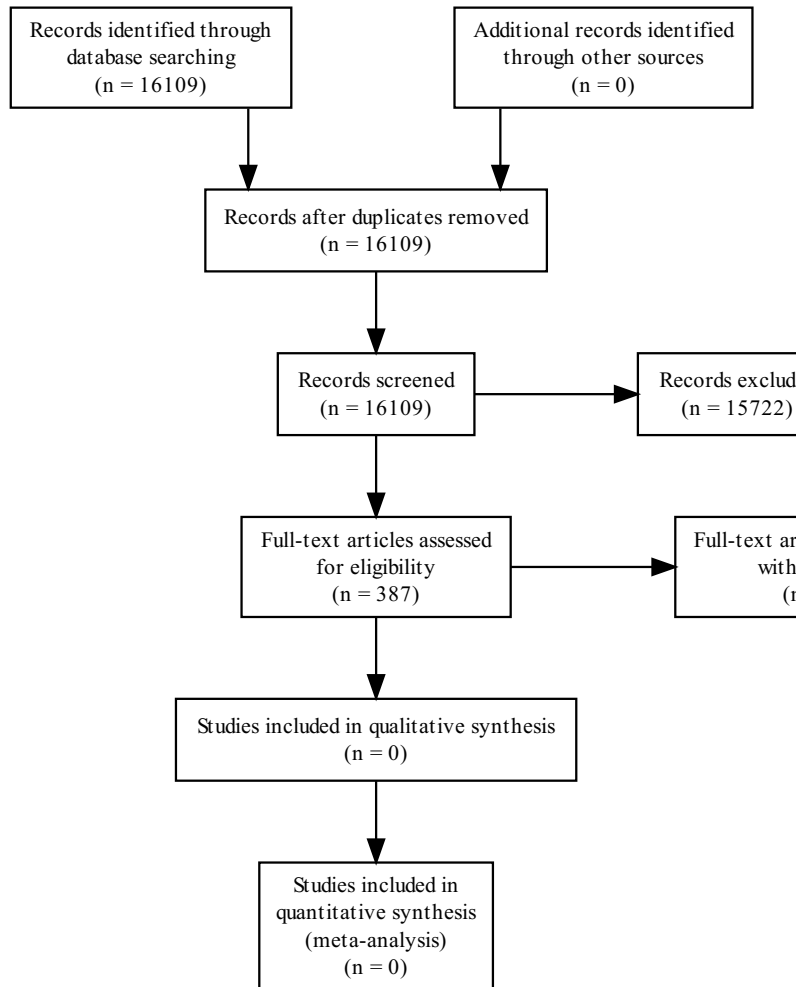 Records identified through
database searching
(n = 16109)
Additional records identified
through other sources
(n = 0)
Records after duplicates removed
(n = 16109)
Records screened
(n = 16109)
Records exclud
(n = 15722)
Full-text articles assessed
for eligibility
(n = 387)
Full-text ar
with
(n
Studies included in qualitative synthesis
(n = 0)
Studies included in
quantitative synthesis
(meta-analysis)
(n = 0)